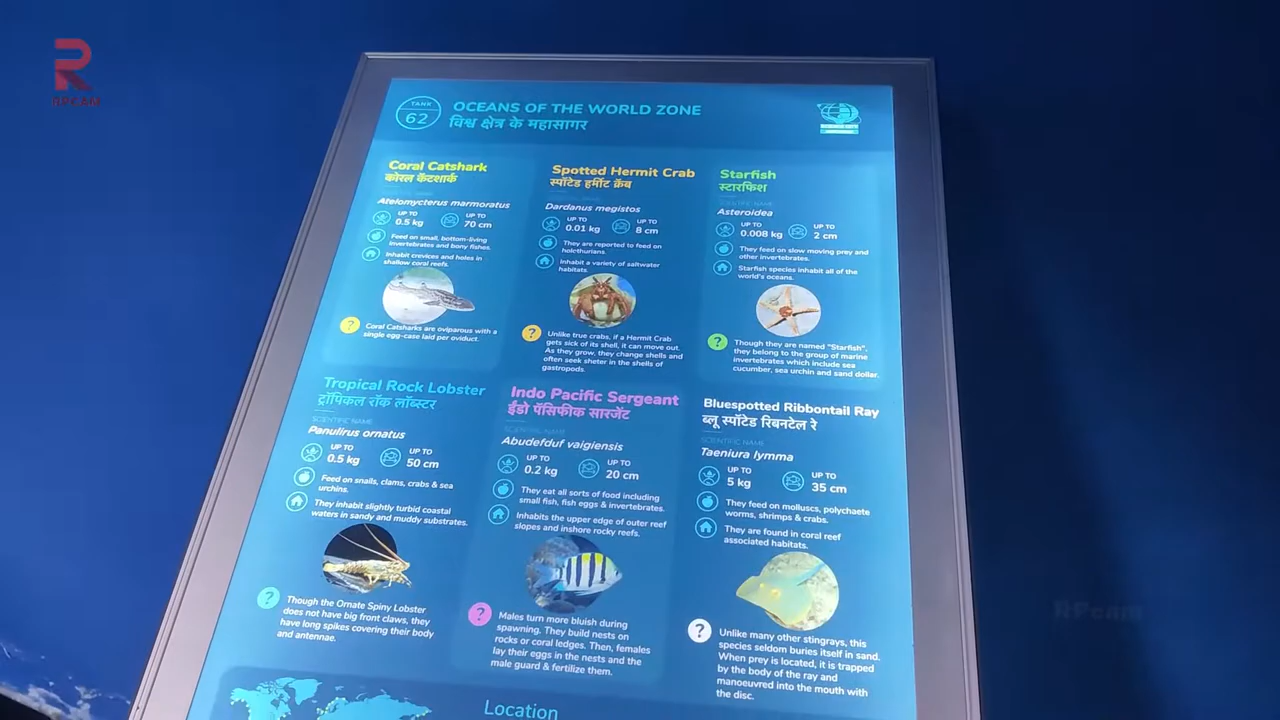 R
RPCAM
TANK
62
OCEANS OF THE WORLD ZONE
विश्व क्षेत्र के महासागर
Coral Catshark
कोरल कॅटशार्क
Atelomycterus marmoratus
UP TO
0.5 kg
UP TO
70 cm
Feed on small, bottom-living
invertebrates and bony fishes.
Inhabit crevices and holes in
shallow coral reefs.
Coral Catsharks are oviparous with a
single egg-case laid per oviduct.
Spotted Hermit Crab
स्पॉटेड हर्मीट क्रॅब
Dardanus megistos
UP TO
0.01 kg
UP TO
8 cm
They are reported to feed on
holothurians.
Inhabit a variety of saltwater
habitats.
Unlike true crabs, if a Hermit Crab
gets sick of its shell, it can move out.
As they grow, they change shells and
often seek sheter in the shells of
gastropods.
Starfish
स्टारफिश
SCIENTIFIC NAME
Asteroidea
UP TO
0.008 kg
UP TO
2 cm
They feed on slow moving prey and
other invertebrates.
Starfish species inhabit all of the
world's oceans.
Though they are named "Starfish",
they belong to the group of marine
invertebrates which include sea
cucumber, sea urchin and sand dollar.
Tropical Rock Lobster
ट्रॉपिकल रॉक लॉब्स्टर
SCIENTIFIC NAME
Panulirus ornatus
UP TO
0.5 kg
UP TO
50 cm
Feed on snails, clams, crabs & sea
urchins.
They inhabit slightly turbid coastal
waters in sandy and muddy substrates.
Though the Ornate Spiny Lobster
does not have big front claws, they
have long spikes covering their body
and antennae.
Indo Pacific Sergeant
ईंडो पॅसिफीक सारजेंट
SCIENTIFIC NAME
Abudefduf vaigiensis
UP TO
0.2 kg
UP TO
20 cm
They eat all sorts of food including
small fish, fish eggs & invertebrates.
Inhabits the upper edge of outer reef
slopes and inshore rocky reefs.
Males turn more bluish during
spawning. They build nests on
rocks or coral ledges. Then, females
lay their eggs in the nests and the
male guard & fertilize them.
Bluespotted Ribbontail Ray
ब्लू स्पॉटेड रिबनटेल रे
SCIENTIFIC NAME
Taeniura lymma
UP TO
5 kg
UP TO
35 cm
They feed on molluscs, polychaete
worms, shrimps & crabs.
They are found in coral reef
associated habitats.
Unlike many other stingrays, this
species seldom buries itself in sand.
When prey is located, it is trapped
by the body of the ray and
manoeuvred into the mouth with
the disc.
Location
RPcam